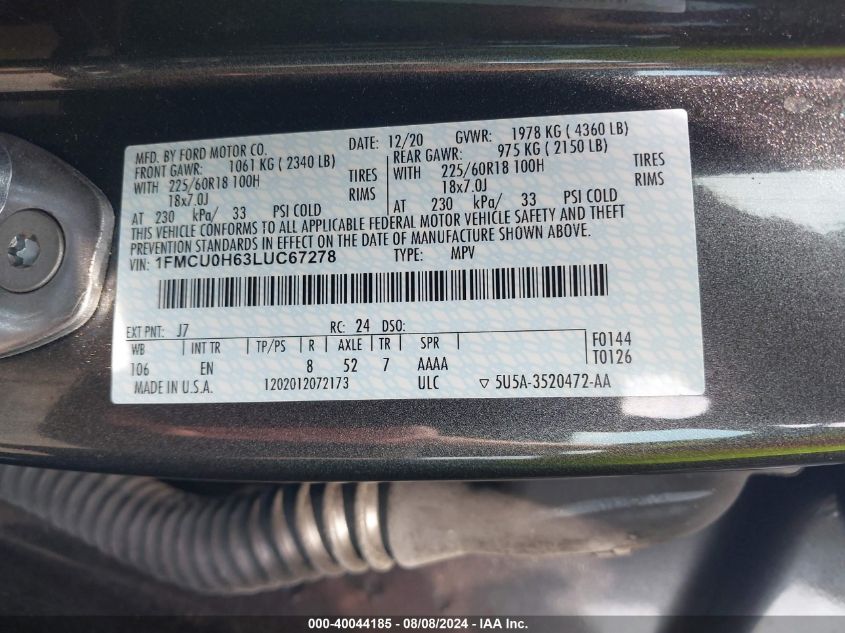 MFD. BY FORD MOTOR CO. DATE: 12/20 GVWR: 1978 KG ( 4360 LB)
FRONT GAWR: 1061 KG ( 2340 LB) REAR GAWR: 975 KG ( 2150 LB)
WITH 225/60R18 100H TIRES WITH 225/60R18 100H TIRES
18x7.0J RIMS 18x7.0J RIMS
AT 230 kPa/ 33 PSI COLD AT 230 kPa/ 33 PSI COLD
THIS VEHICLE CONFORMS TO ALL APPLICABLE FEDERAL MOTOR VEHICLE SAFETY AND THEFT
PREVENTION STANDARDS IN EFFECT ON THE DATE OF MANUFACTURE SHOWN ABOVE.
VIN: 1FMCU0H63LUC67278 TYPE: MPV
EXT PNT: J7 RC: 24 DSO:
WB INT TR TP/PS R AXLE TR SPR F0144
106 EN 8 52 7 AAAA T0126
MADE IN U.S.A. 1202012072173 ULC ▽ 5U5A-3520472-AA
000-40044185 - 08/08/2024 - IAAI.com